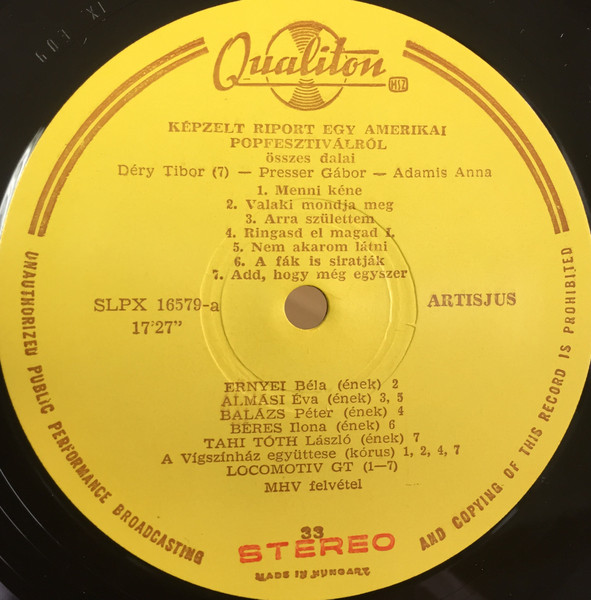 Qualiton
MSZ
KÉPZELT RIPORT EGY AMERIKAI
POPFESZTIVÁLRÓL
összes dalai
Déry Tibor (7) — Presser Gábor — Adamis Anna
1. Menni kéne
2. Valaki mondja meg
3. Arra születtem
4. Ringasd el magad I.
5. Nem akarom látni
6. A fák is siratják
7. Add, hogy még egyszer
SLPX 16579-a
17'27"
ARTISJUS
ERNYEI Béla (ének) 2
ALMÁSI Éva (ének) 3, 5
BALÁZS Péter (ének) 4
BÉRES Ilona (ének) 6
TAHI TÓTH László (ének) 7
A Vígszínház együttese (kórus) 1, 2, 4, 7
LOCOMOTIV GT (1—7)
MHV felvétel
33
STEREO
MADE IN HUNGARY
UNAUTHORIZED PUBLIC PERFORMANCE BROADCASTING
AND COPYING OF THIS RECORD IS PROHIBITED